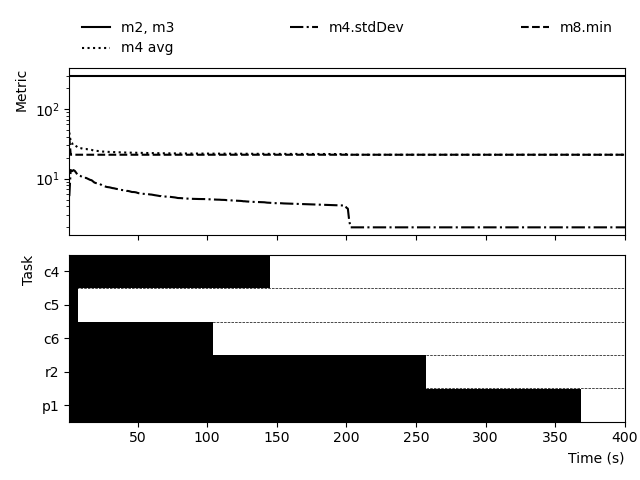 m2, m3
m4 avg
m4.stdDev
m8.min
Metric
10²
10¹
Task
c4
c5
c6
r2
p1
50 100 150 200 250 300 350 400
Time (s)